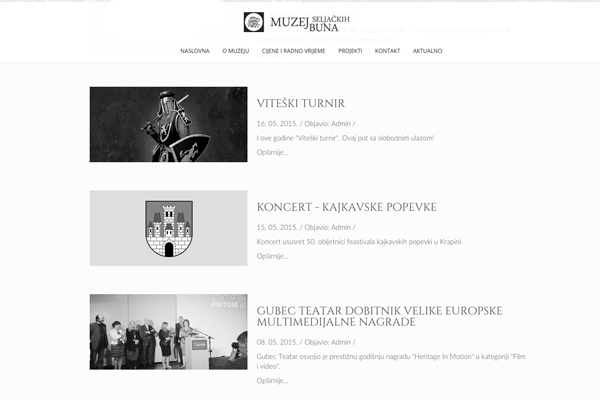 MUZEJ SELJAČKIH
BUNA
NASLOVNA O MUZEJU CIJENE I RADNO VRIJEME PROJEKTI KONTAKT AKTUALNO
VITEŠKI TURNIR
16. 05. 2015. / Objavio: Admin /
I ove godine "Viteški turnir". Ovaj put sa slobodnim ulazom!
Opširnije...
KONCERT - KAJKAVSKE POPEVKE
15. 05. 2015. / Objavio: Admin /
Koncert ususret 50. obljetnici feastivala kajkavskih popevki u Krapini.
Opširnije...
GUBEC TEATAR DOBITNIK VELIKE EUROPSKE
MULTIMEDIJALNE NAGRADE
08. 05. 2015. / Objavio: Admin /
Gubec Teatar osvojio je prestižnu godišnju nagradu "Heritage In Motion" u kategoriji "Film
i video".
Opširnije...